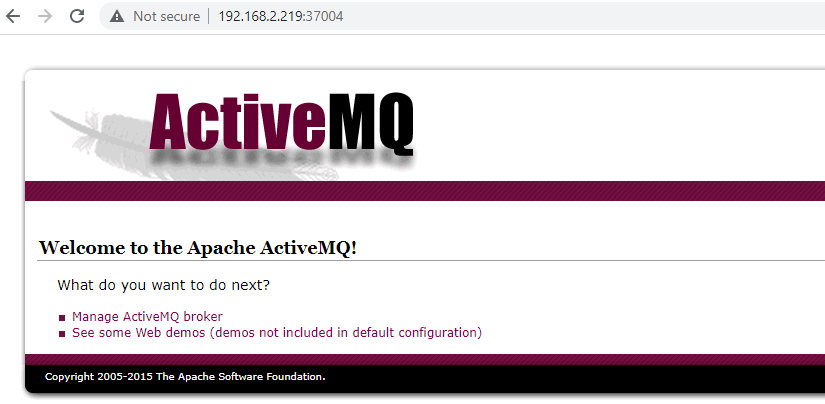 Not secure | 192.168.2.219:37004
ActiveMQ
Welcome to the Apache ActiveMQ!
What do you want to do next?
Manage ActiveMQ broker
See some Web demos (demos not included in default configuration)
Copyright 2005-2015 The Apache Software Foundation.